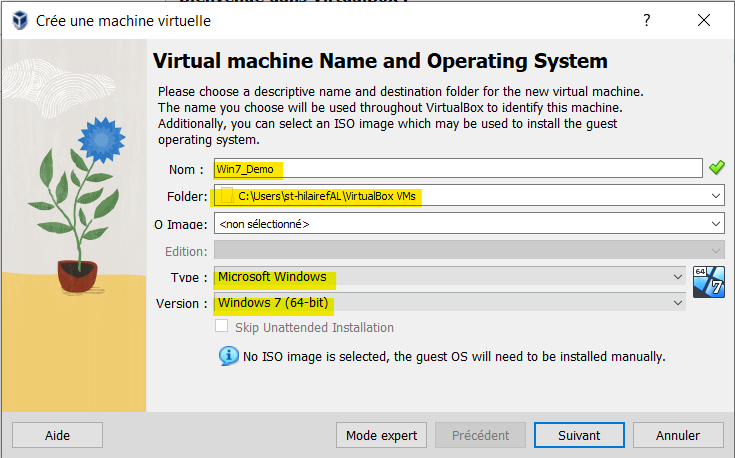 Crée une machine virtuelle
Virtual machine Name and Operating System
Please choose a descriptive name and destination folder for the new virtual machine.
The name you choose will be used throughout VirtualBox to identify this machine.
Additionally, you can select an ISO image which may be used to install the guest
operating system.
Nom : Win7_Demo
Folder: C:\Users\st-hilairefAL\VirtualBox VMs
O Image: <non sélectionné>
Edition:
Type : Microsoft Windows
64
7
Version : Windows 7 (64-bit)
Skip Unattended Installation
No ISO image is selected, the guest OS will need to be installed manually.
Aide Mode expert Précédent Suivant Annuler